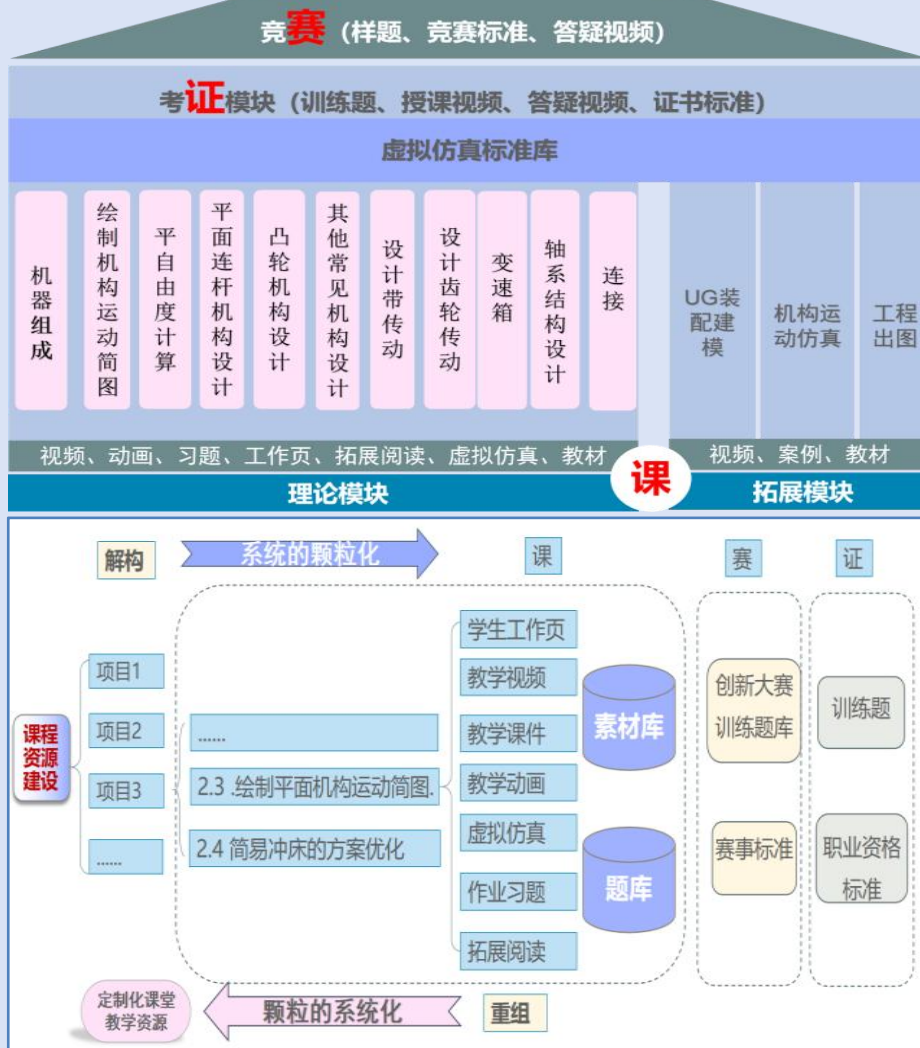 竞赛（样题、竞赛标准、答疑视频）
考证模块（训练题、授课视频、答疑视频、证书标准）
虚拟仿真标准库
机器组成
绘制机构运动简图
平自由度计算
平面连杆机构设计
凸轮机构设计
其他常见机构设计
设计带传动
设计齿轮传动
变速箱
轴系结构设计
连接
UG装
配建
模
机构运
动仿真
工程
出图
视频、动画、习题、工作页、拓展阅读、虚拟仿真、教材
视频、案例、教材
理论模块
课
拓展模块
解构
系统的颗粒化
课
赛
证
课程
资源
建设
项目1
项目2
项目3
......
......
2.3 .绘制平面机构运动简图.
2.4 简易冲床的方案优化
学生工作页
教学视频
教学课件
教学动画
虚拟仿真
作业习题
拓展阅读
素材库
题库
创新大赛
训练题库
赛事标准
训练题
职业资格
标准
定制化课堂
教学资源
颗粒的系统化
重组